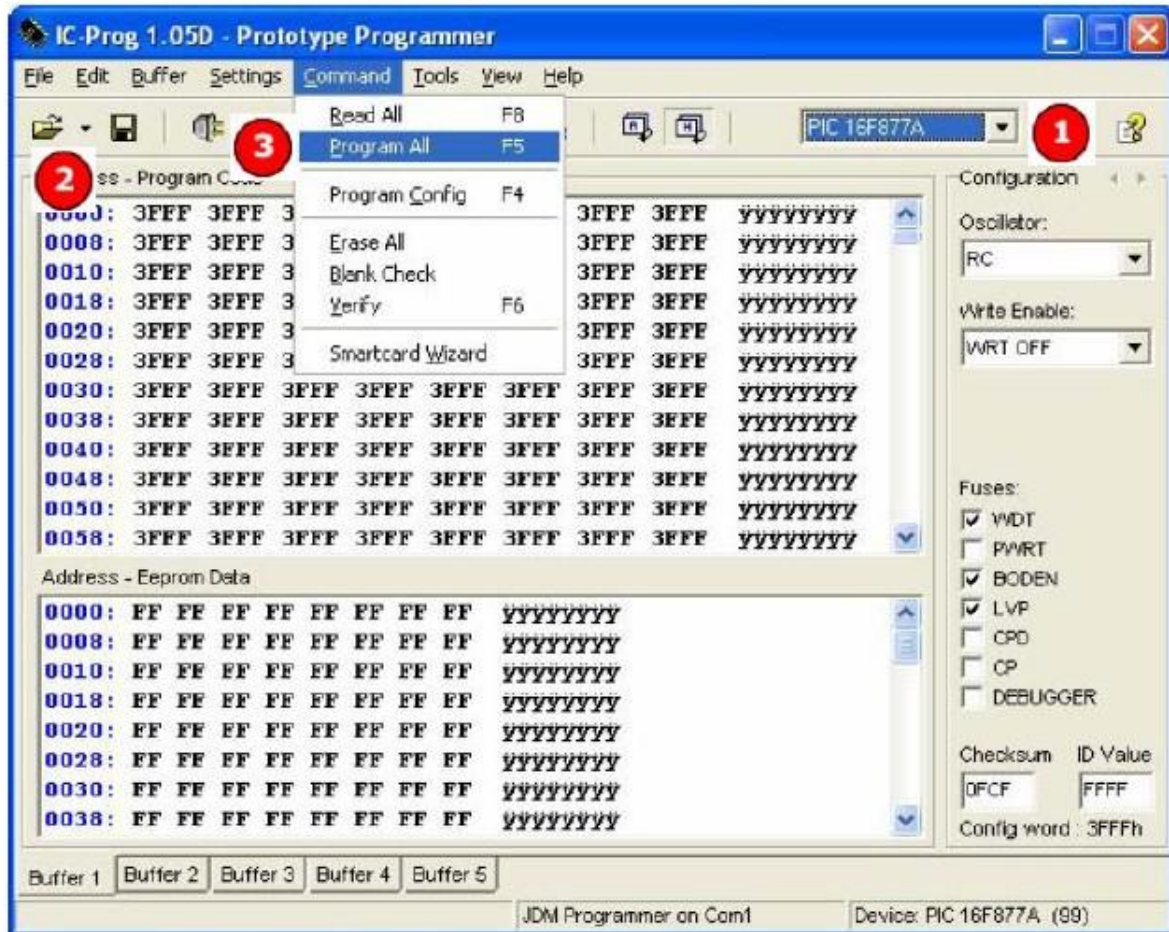 IC-Prog 1.05D - Prototype Programmer
File Edit Buffer Settings Command Tools View Help
Read All F8
Program All F5
Program Config F4
Erase All
Blank Check
Verify F6
Smartcard Wizard
PIC 16F877A
1
2
3
ss - Program
0000: 3FFF 3FFF 3 3FFF 3FFF ÿÿÿÿÿÿÿÿ
0008: 3FFF 3FFF 3 3FFF 3FFF ÿÿÿÿÿÿÿÿ
0010: 3FFF 3FFF 3 3FFF 3FFF ÿÿÿÿÿÿÿÿ
0018: 3FFF 3FFF 3 3FFF 3FFF ÿÿÿÿÿÿÿÿ
0020: 3FFF 3FFF 3 3FFF 3FFF ÿÿÿÿÿÿÿÿ
0028: 3FFF 3FFF 3 3FFF 3FFF ÿÿÿÿÿÿÿÿ
0030: 3FFF 3FFF 3FFF 3FFF 3FFF 3FFF 3FFF 3FFF ÿÿÿÿÿÿÿÿ
0038: 3FFF 3FFF 3FFF 3FFF 3FFF 3FFF 3FFF 3FFF ÿÿÿÿÿÿÿÿ
0040: 3FFF 3FFF 3FFF 3FFF 3FFF 3FFF 3FFF 3FFF ÿÿÿÿÿÿÿÿ
0048: 3FFF 3FFF 3FFF 3FFF 3FFF 3FFF 3FFF 3FFF ÿÿÿÿÿÿÿÿ
0050: 3FFF 3FFF 3FFF 3FFF 3FFF 3FFF 3FFF 3FFF ÿÿÿÿÿÿÿÿ
0058: 3FFF 3FFF 3FFF 3FFF 3FFF 3FFF 3FFF 3FFF ÿÿÿÿÿÿÿÿ
Address - Eeprom Data
0000: FF FF FF FF FF FF FF FF ÿÿÿÿÿÿÿÿ
0008: FF FF FF FF FF FF FF FF ÿÿÿÿÿÿÿÿ
0010: FF FF FF FF FF FF FF FF ÿÿÿÿÿÿÿÿ
0018: FF FF FF FF FF FF FF FF ÿÿÿÿÿÿÿÿ
0020: FF FF FF FF FF FF FF FF ÿÿÿÿÿÿÿÿ
0028: FF FF FF FF FF FF FF FF ÿÿÿÿÿÿÿÿ
0030: FF FF FF FF FF FF FF FF ÿÿÿÿÿÿÿÿ
0038: FF FF FF FF FF FF FF FF ÿÿÿÿÿÿÿÿ
Configuration
Oscillator:
RC
Write Enable:
WRT OFF
Fuses:
WDT
PWRT
BODEN
LVP
CPD
CP
DEBUGGER
Checksum ID Value
0FCF FFFF
Config word : 3FFFh
Buffer 1 Buffer 2 Buffer 3 Buffer 4 Buffer 5
JDM Programmer on Com1 Device: PIC 16F877A (99)